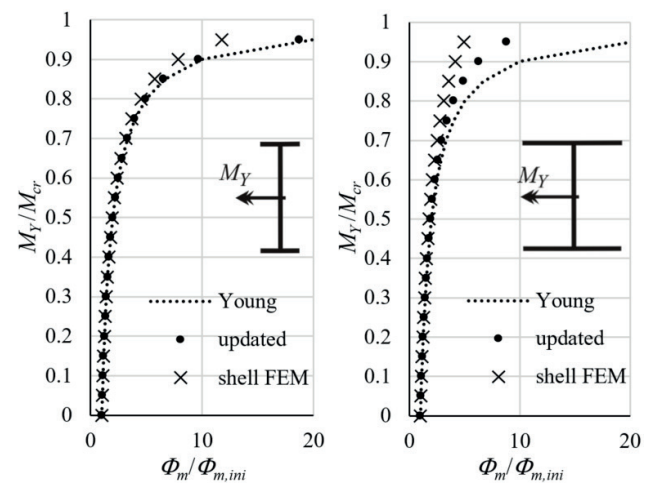 1
0.9
0.8
0.7
0.6
0.5
0.4
0.3
0.2
0.1
0
M_Y/M_cr
M_Y
Young
updated
shell FEM
0 10 20
Φ_m/Φ_m,ini
1
0.9
0.8
0.7
0.6
0.5
0.4
0.3
0.2
0.1
0
M_Y/M_cr
M_Y
Young
updated
shell FEM
0 10 20
Φ_m/Φ_m,ini